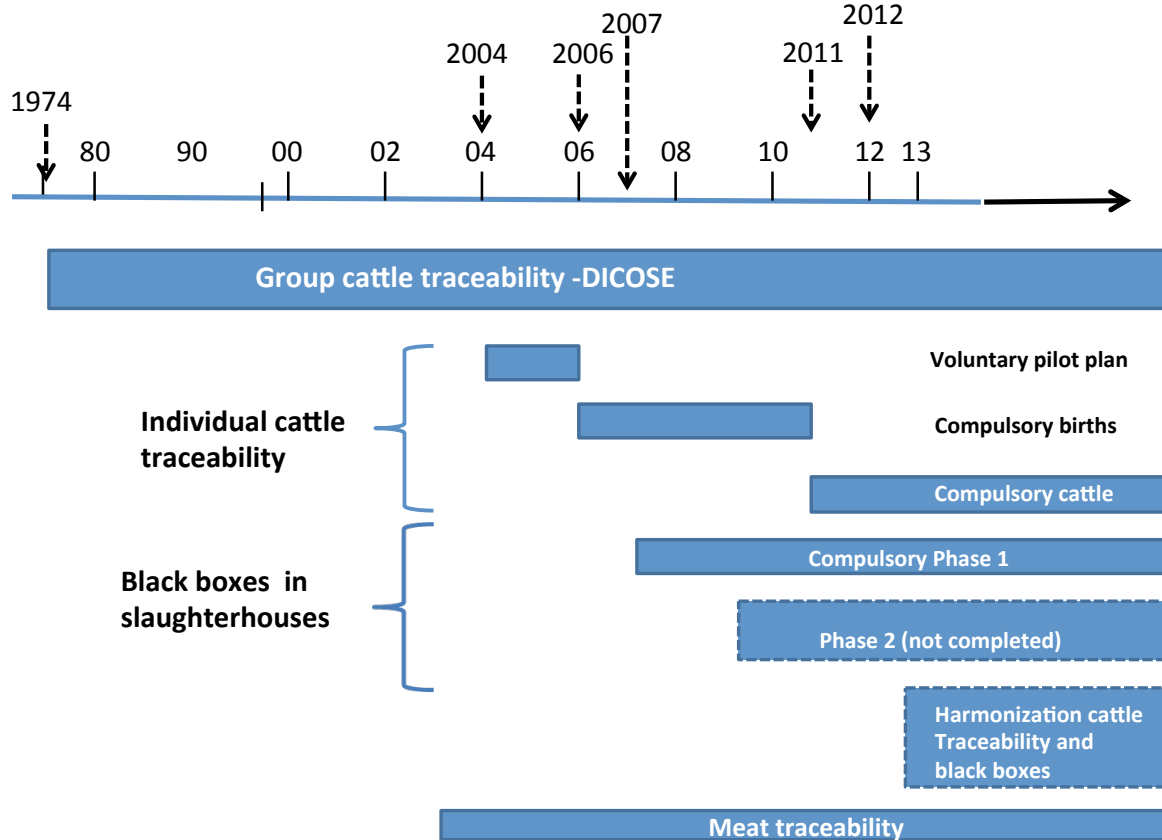 1974
2004
2006
2007
2011
2012
80
90
00
02
04
06
08
10
12
13
Group cattle traceability -DICOSE
Individual cattle
traceability
Voluntary pilot plan
Compulsory births
Compulsory cattle
Black boxes in
slaughterhouses
Compulsory Phase 1
Phase 2 (not completed)
Harmonization cattle
Traceability and
black boxes
Meat traceability